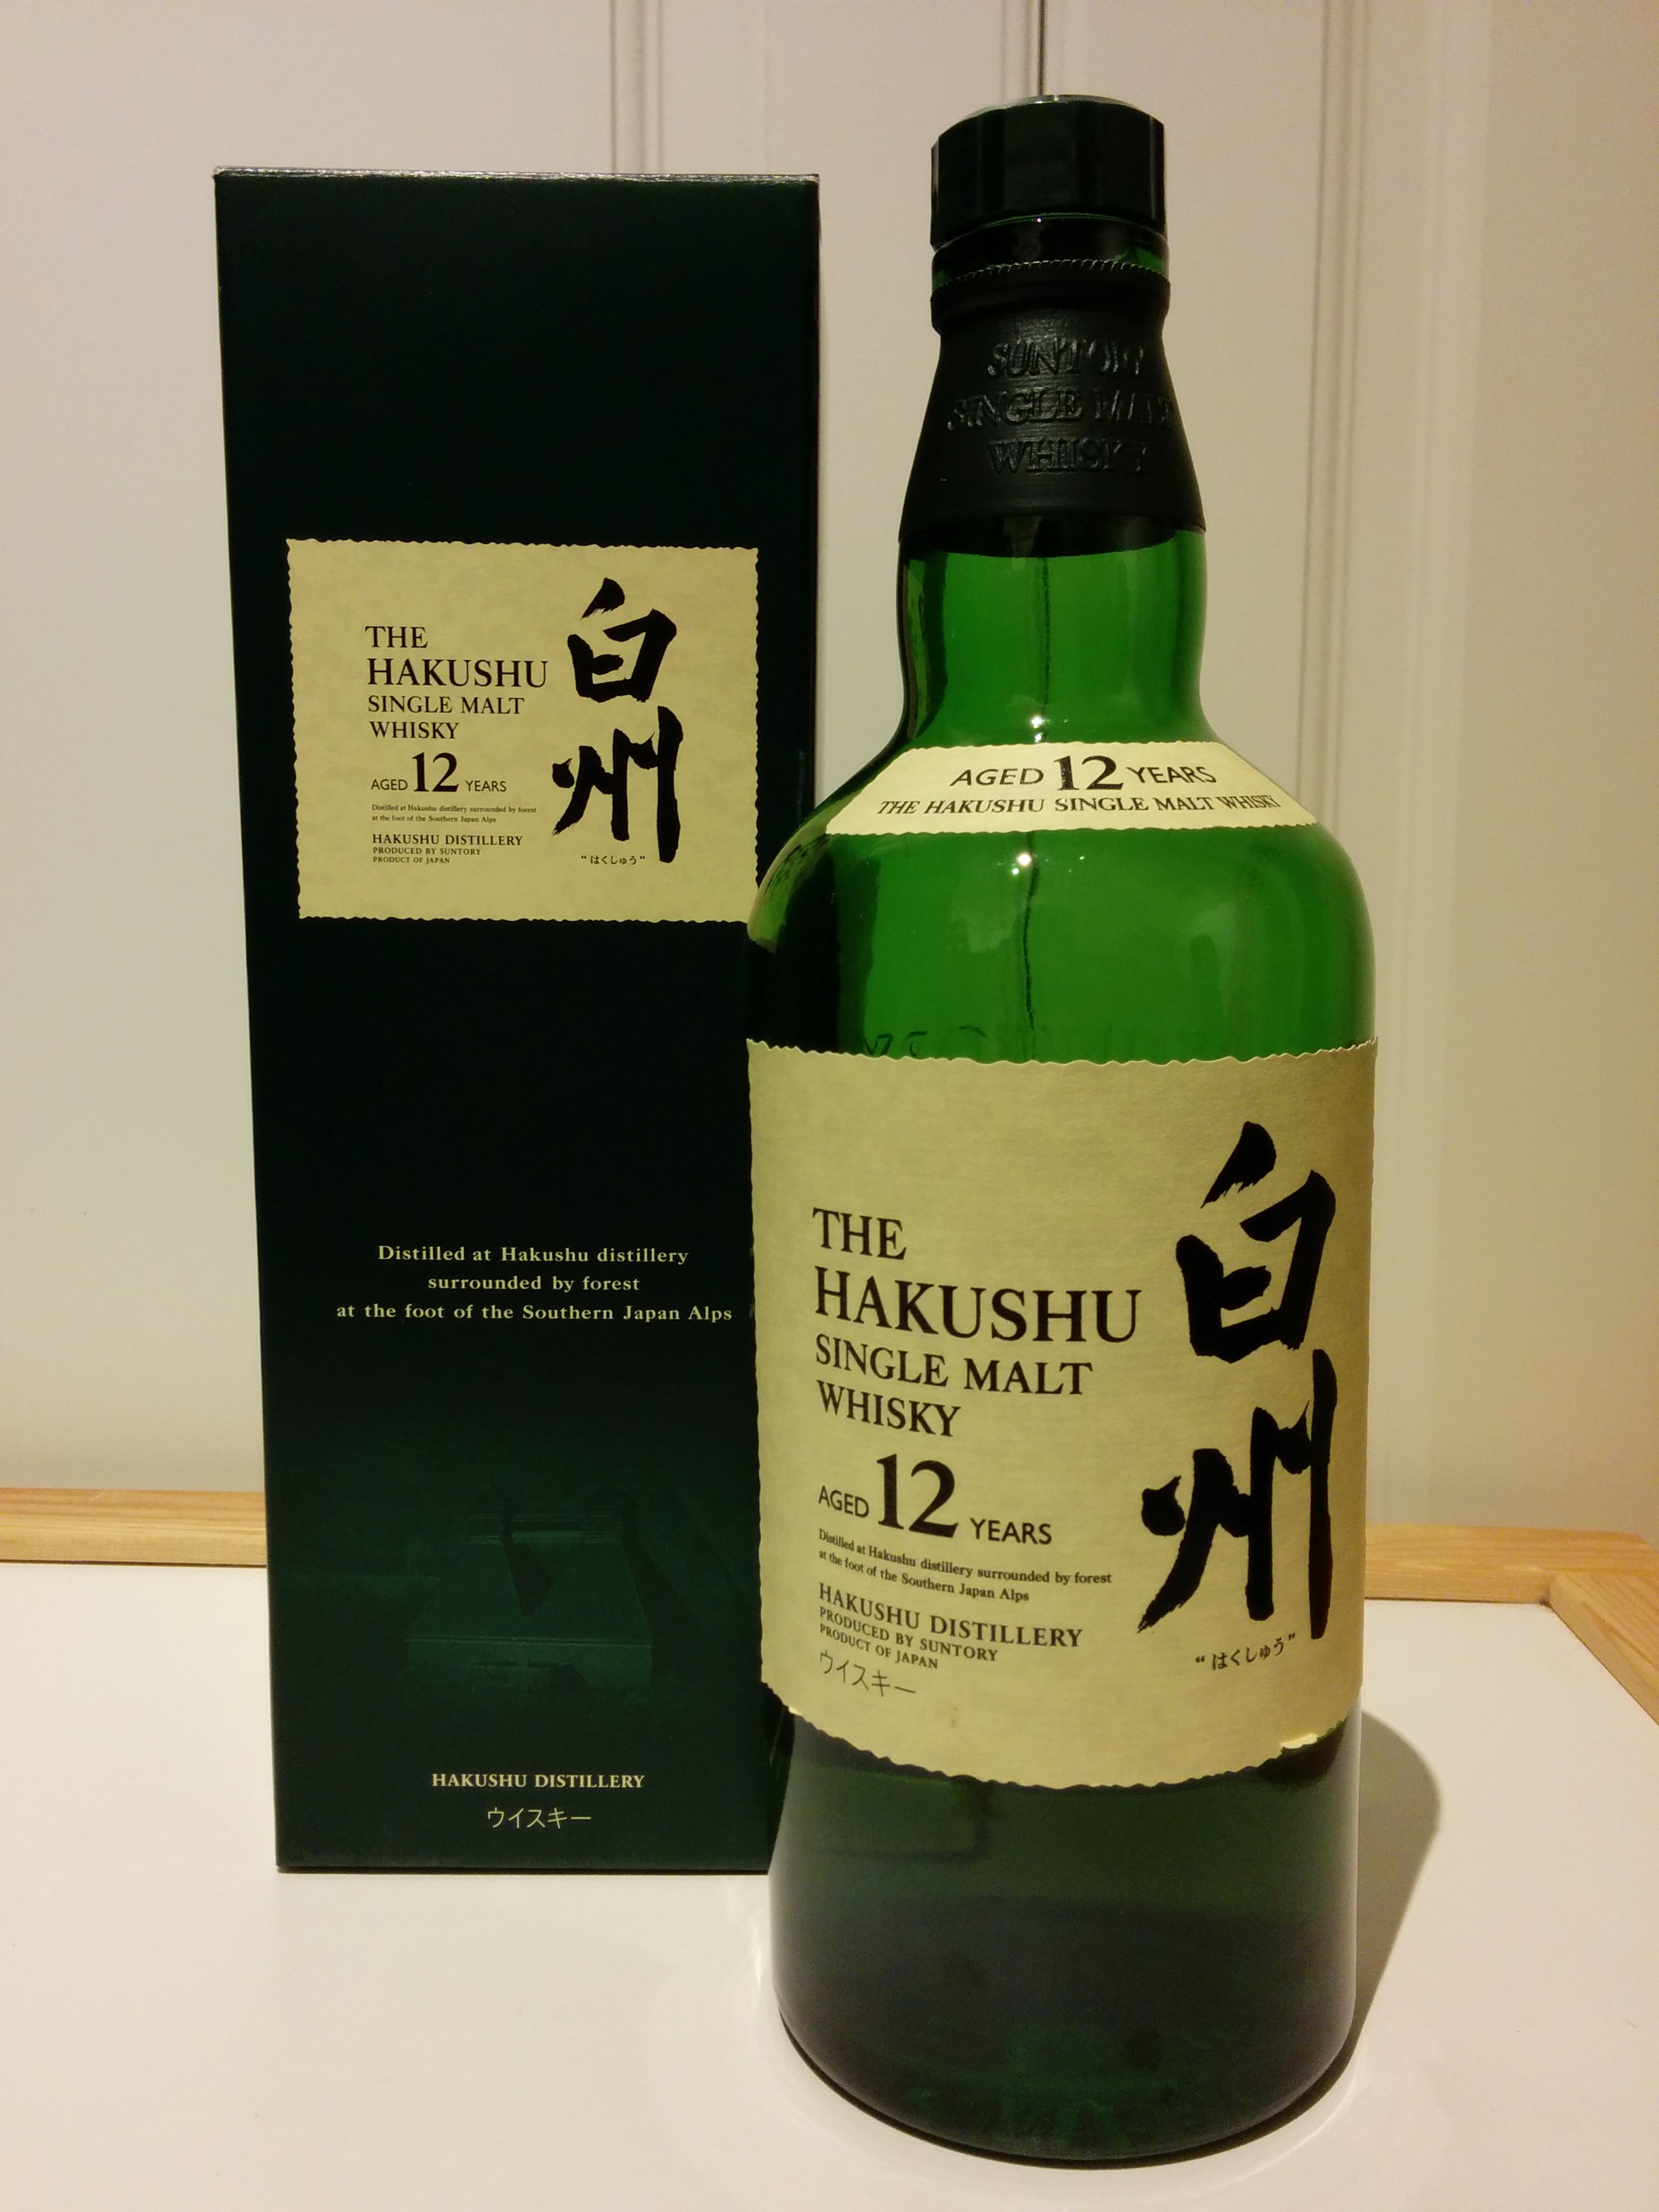 THE
HAKUSHU
SINGLE MALT
WHISKY
AGED 12 YEARS
Distilled at Hakushu distillery surrounded by forest
at the foot of the Southern Japan Alps
HAKUSHU DISTILLERY
PRODUCED BY SUNTORY
PRODUCT OF JAPAN
白州
"はくしゅう"
Distilled at Hakushu distillery
surrounded by forest
at the foot of the Southern Japan Alps
HAKUSHU DISTILLERY
ウイスキー
SUNTORY
SINGLE MALT
WHISKY
AGED 12 YEARS
THE HAKUSHU SINGLE MALT WHISKY
THE
HAKUSHU
SINGLE MALT
WHISKY
AGED 12 YEARS
Distilled at Hakushu distillery surrounded by forest
at the foot of the Southern Japan Alps
HAKUSHU DISTILLERY
PRODUCED BY SUNTORY
PRODUCT OF JAPAN
ウイスキー
白州
"はくしゅう"